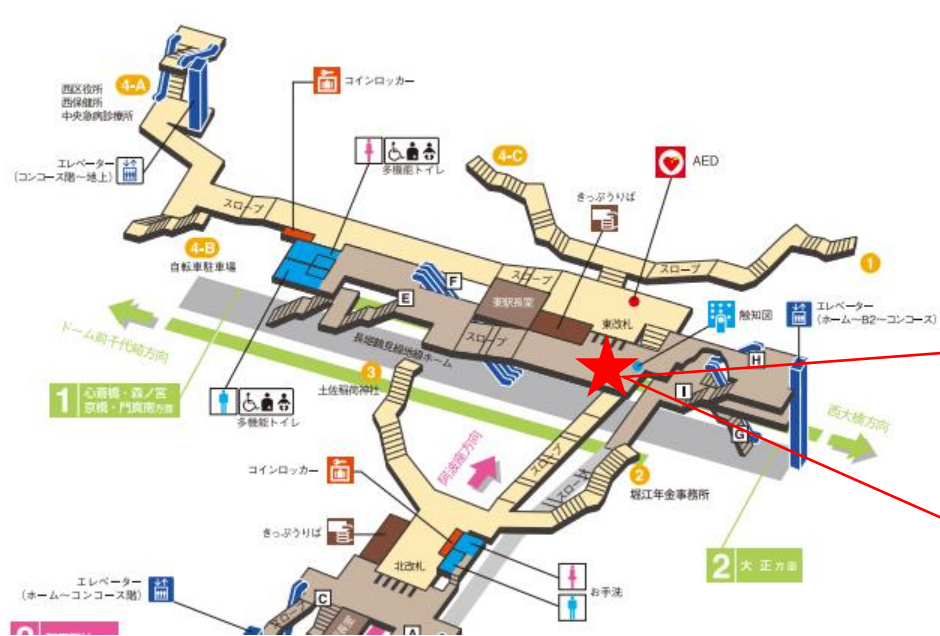 4-A
西区役所
西保健所
中央急病診療所
コインロッカー
エレベーター
(コンコース階〜地上)
多機能トイレ
4-C
AED
きっぷうりば
スロープ
4-B
自転車駐車場
スロープ
スロープ
1
F
E
東駅長室
東改札
触知図
エレベーター
(ホーム〜B2〜コンコース)
ドーム前千代崎方向
長堀鶴見緑地線ホーム
スロープ
H
I
G
西大橋方向
1 心斎橋・森ノ宮
京橋・門真南方面
3
土佐稲荷神社
多機能トイレ
阿波座方向
スロープ
スロープ
2
堀江年金事務所
コインロッカー
きっぷうりば
北改札
お手洗
2 大正方面
エレベーター
(ホーム〜コンコース階)
C
スロープ
A